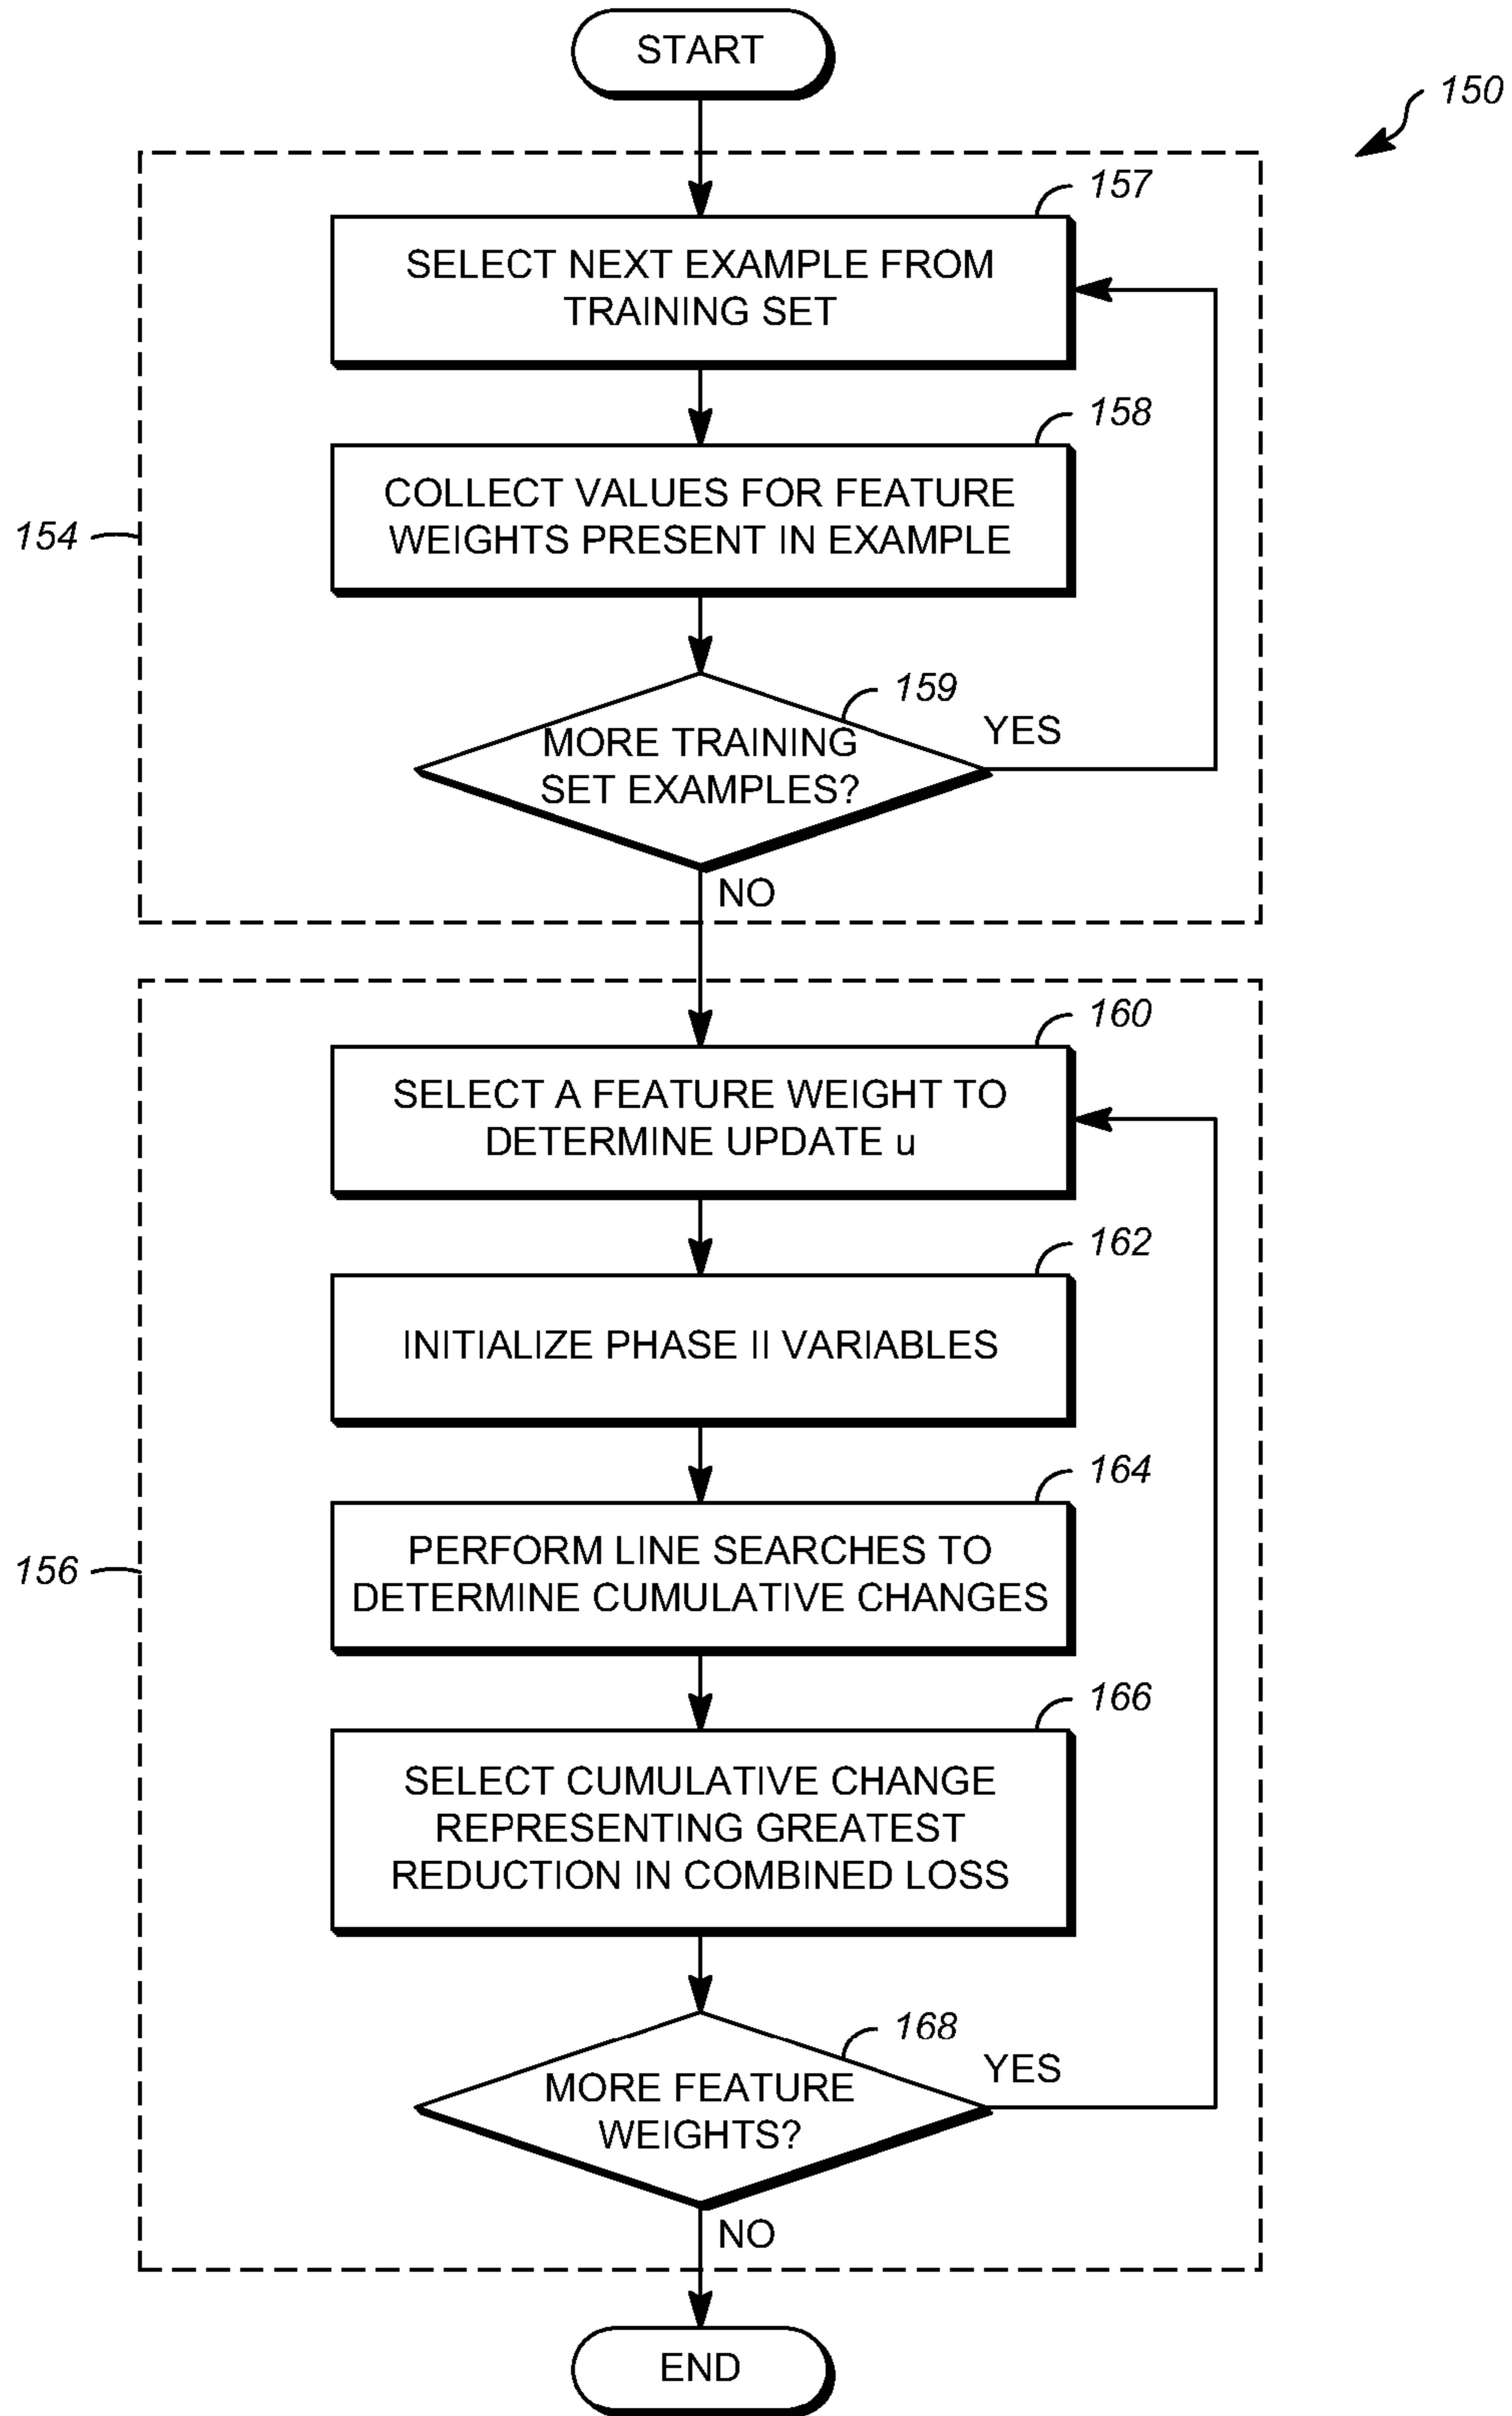 START
150
157
SELECT NEXT EXAMPLE FROM
TRAINING SET
158
COLLECT VALUES FOR FEATURE
WEIGHTS PRESENT IN EXAMPLE
154
159
MORE TRAINING
SET EXAMPLES?
YES
NO
160
SELECT A FEATURE WEIGHT TO
DETERMINE UPDATE u
162
INITIALIZE PHASE II VARIABLES
164
PERFORM LINE SEARCHES TO
DETERMINE CUMULATIVE CHANGES
156
166
SELECT CUMULATIVE CHANGE
REPRESENTING GREATEST
REDUCTION IN COMBINED LOSS
168
MORE FEATURE
WEIGHTS?
YES
NO
END